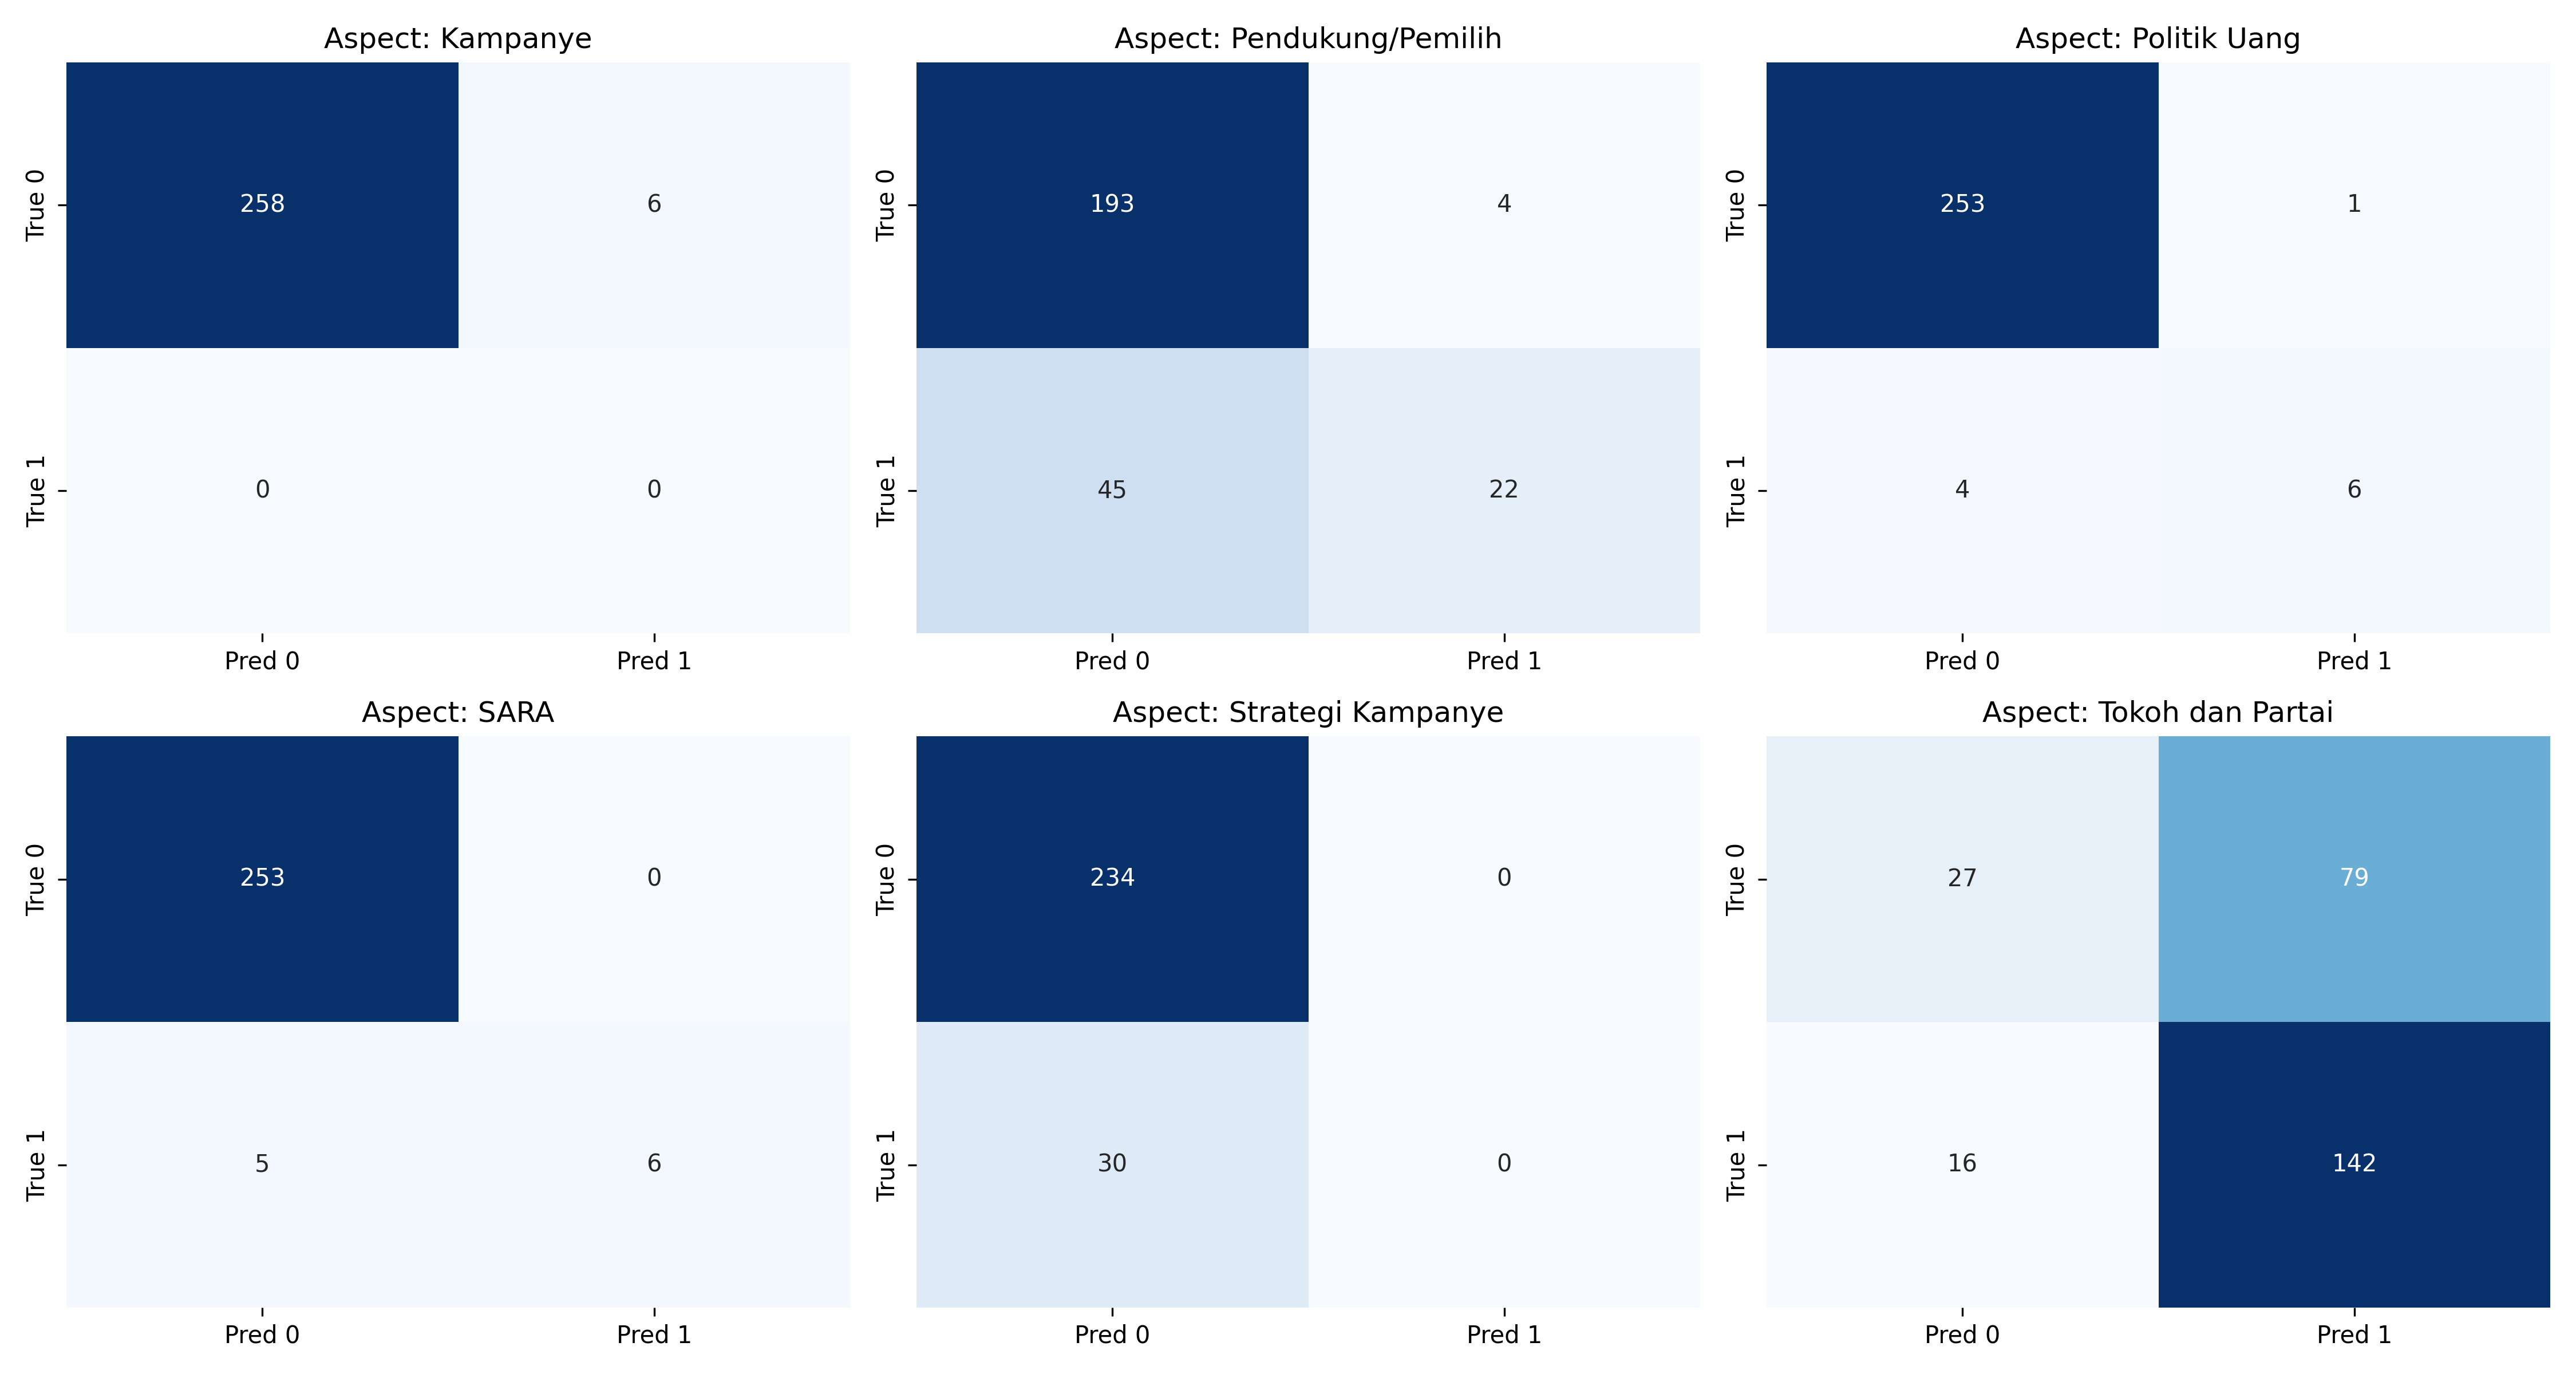 Aspect: Kampanye
True 0
258
6
True 1
0
0
Pred 0
Pred 1
Aspect: Pendukung/Pemilih
True 0
193
4
True 1
45
22
Pred 0
Pred 1
Aspect: Politik Uang
True 0
253
1
True 1
4
6
Pred 0
Pred 1
Aspect: SARA
True 0
253
0
True 1
5
6
Pred 0
Pred 1
Aspect: Strategi Kampanye
True 0
234
0
True 1
30
0
Pred 0
Pred 1
Aspect: Tokoh dan Partai
True 0
27
79
True 1
16
142
Pred 0
Pred 1